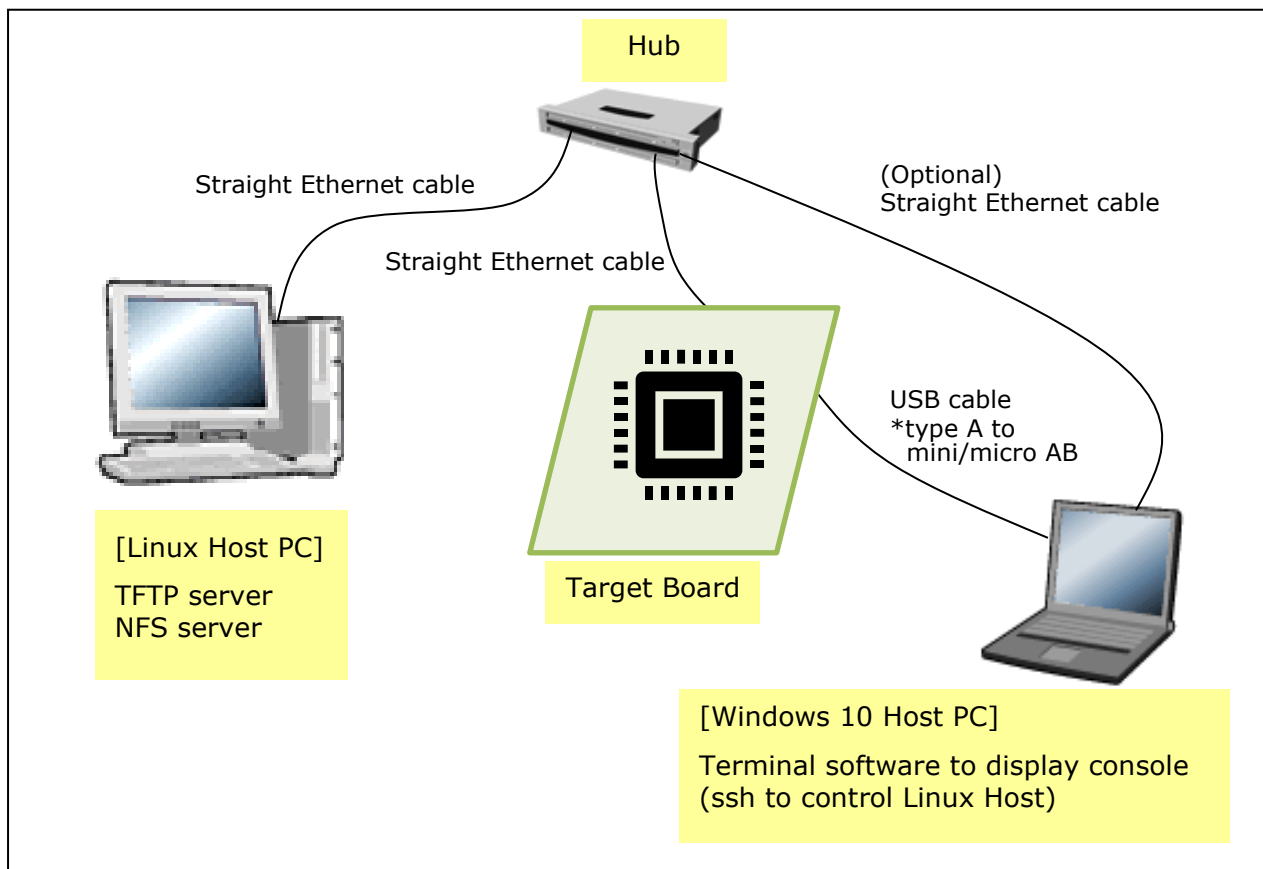 Hub
Straight Ethernet cable
(Optional)
Straight Ethernet cable
Straight Ethernet cable
USB cable
*type A to
mini/micro AB
[Linux Host PC]
TFTP server
NFS server
Target Board
[Windows 10 Host PC]
Terminal software to display console
(ssh to control Linux Host)